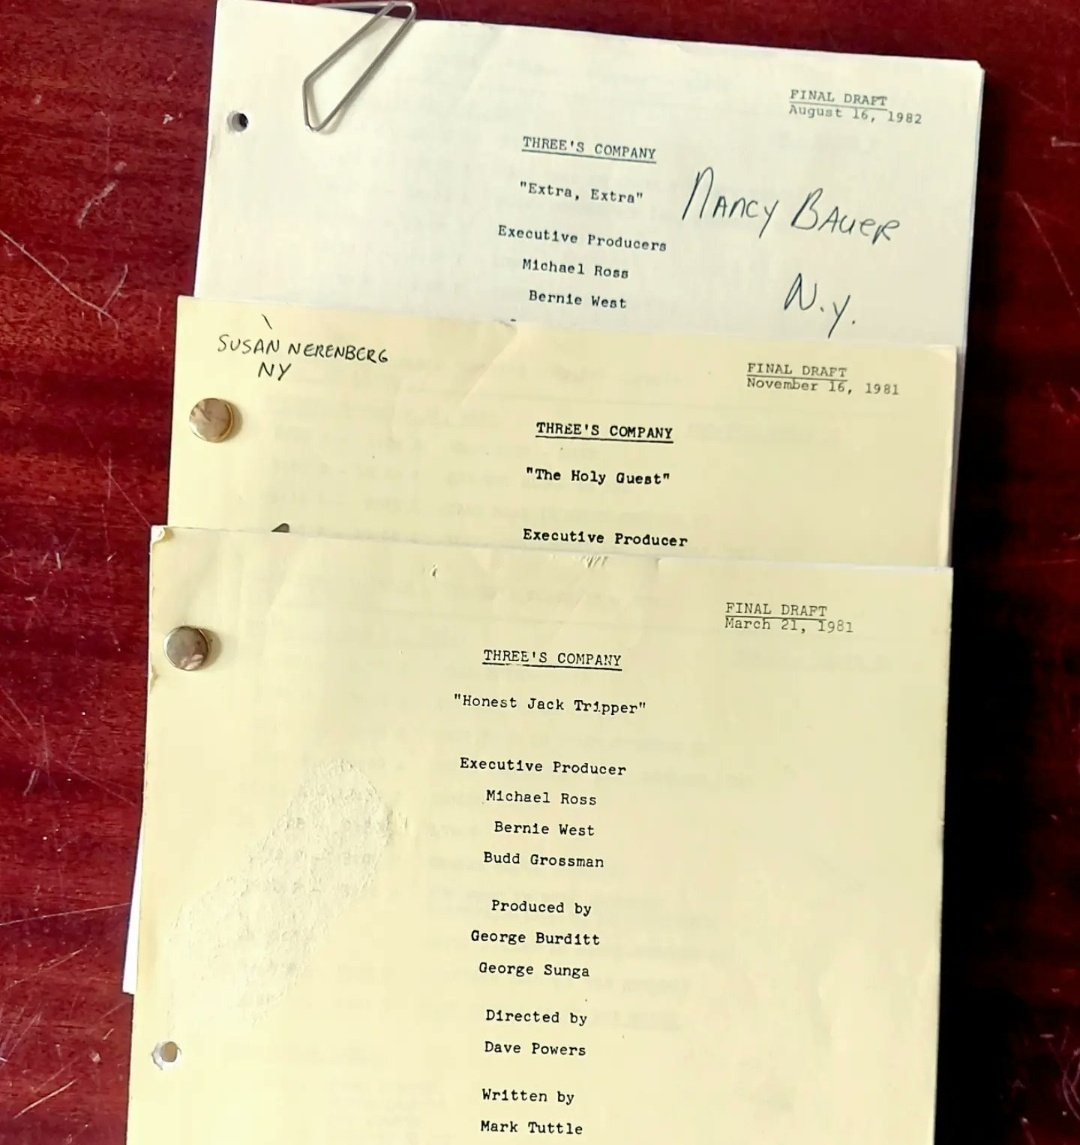 FINAL DRAFT
August 16, 1982
THREE'S COMPANY
"Extra, Extra"
NANCY BAUER
N.Y.
Executive Producers
Michael Ross
Bernie West
SUSAN NERENBERG
NY
FINAL DRAFT
November 16, 1981
THREE'S COMPANY
"The Holy Guest"
Executive Producer
FINAL DRAFT
March 21, 1981
THREE'S COMPANY
"Honest Jack Tripper"
Executive Producer
Michael Ross
Bernie West
Budd Grossman
Produced by
George Burditt
George Sunga
Directed by
Dave Powers
Written by
Mark Tuttle